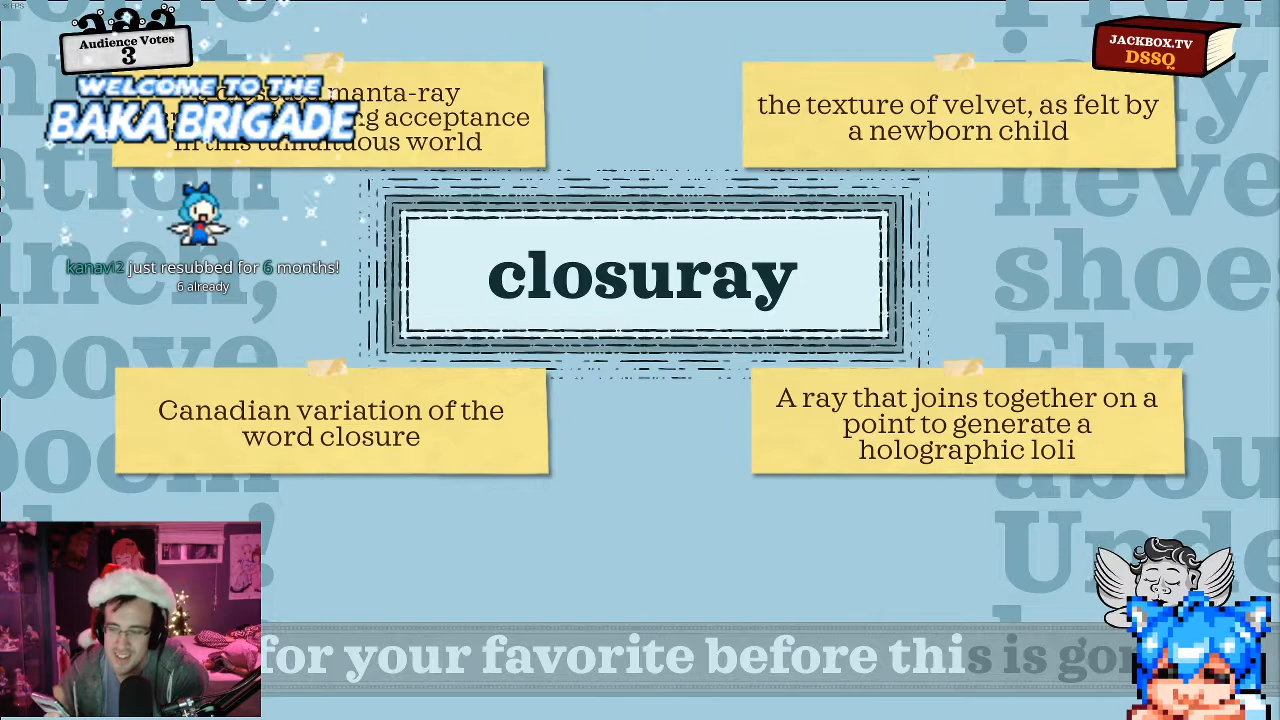 Audience Votes
3
WELCOME TO THE
BAKA BRIGADE
manta-ray
acceptance
world
the texture of velvet, as felt by
a newborn child
JACKBOX.TV
DSSQ
closuray
kanavi2 just resubbed for 6 months!
6 already
Canadian variation of the
word closure
A ray that joins together on a
point to generate a
holographic loli
for your favorite before this is